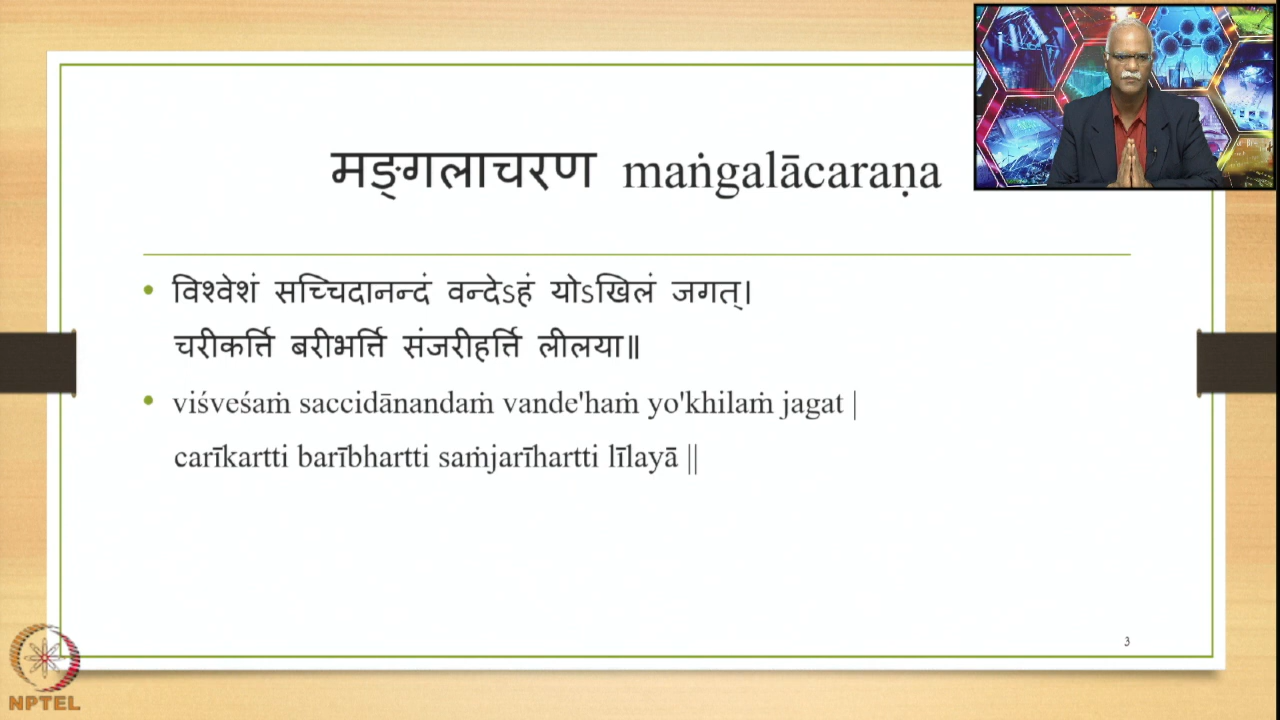 मङ्गलाचरण maṅgalācaraṇa
विश्वेशं सच्चिदानन्दं वन्देऽहं योऽखिलं जगत्।
चरीकर्त्ति बरीभर्त्ति संजरीहर्त्ति लीलया॥
viśveśaṁ saccidānandaṁ vande'haṁ yo'khilaṁ jagat |
carīkartti barībhartti saṁjarīhartti līlayā ||
3
NPTEL